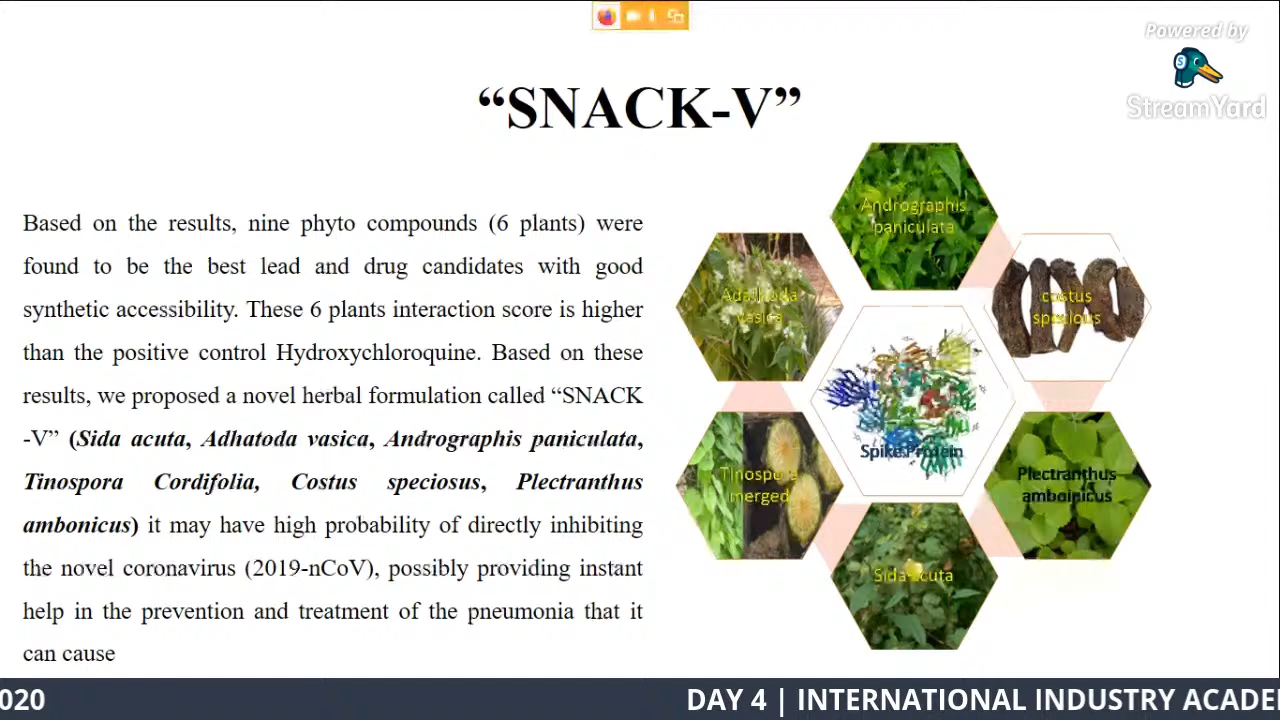 Powered by
StreamYard
“SNACK-V”
Based on the results, nine phyto compounds (6 plants) were
found to be the best lead and drug candidates with good
synthetic accessibility. These 6 plants interaction score is higher
than the positive control Hydroxychloroquine. Based on these
results, we proposed a novel herbal formulation called “SNACK
-V” (Sida acuta, Adhatoda vasica, Andrographis paniculata,
Tinospora Cordifolia, Costus speciosus, Plectranthus
ambonicus) it may have high probability of directly inhibiting
the novel coronavirus (2019-nCoV), possibly providing instant
help in the prevention and treatment of the pneumonia that it
can cause
Andrographis
paniculata
Adathoda
vasica
costus
spesious
Spike Protein
Tinospora
merged
Plectranthus
amboinicus
Sida acuta
020
DAY 4 | INTERNATIONAL INDUSTRY ACADE